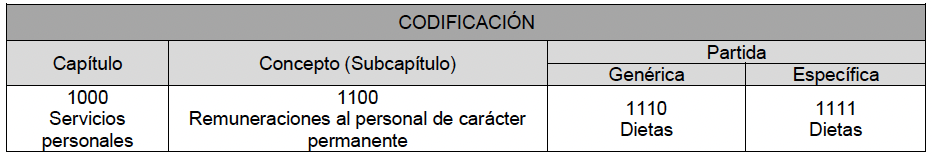 CODIFICACIÓN
Capítulo
Concepto (Subcapítulo)
Partida
Genérica
Específica
1000
Servicios
personales
1100
Remuneraciones al personal de carácter
permanente
1110
Dietas
1111
Dietas